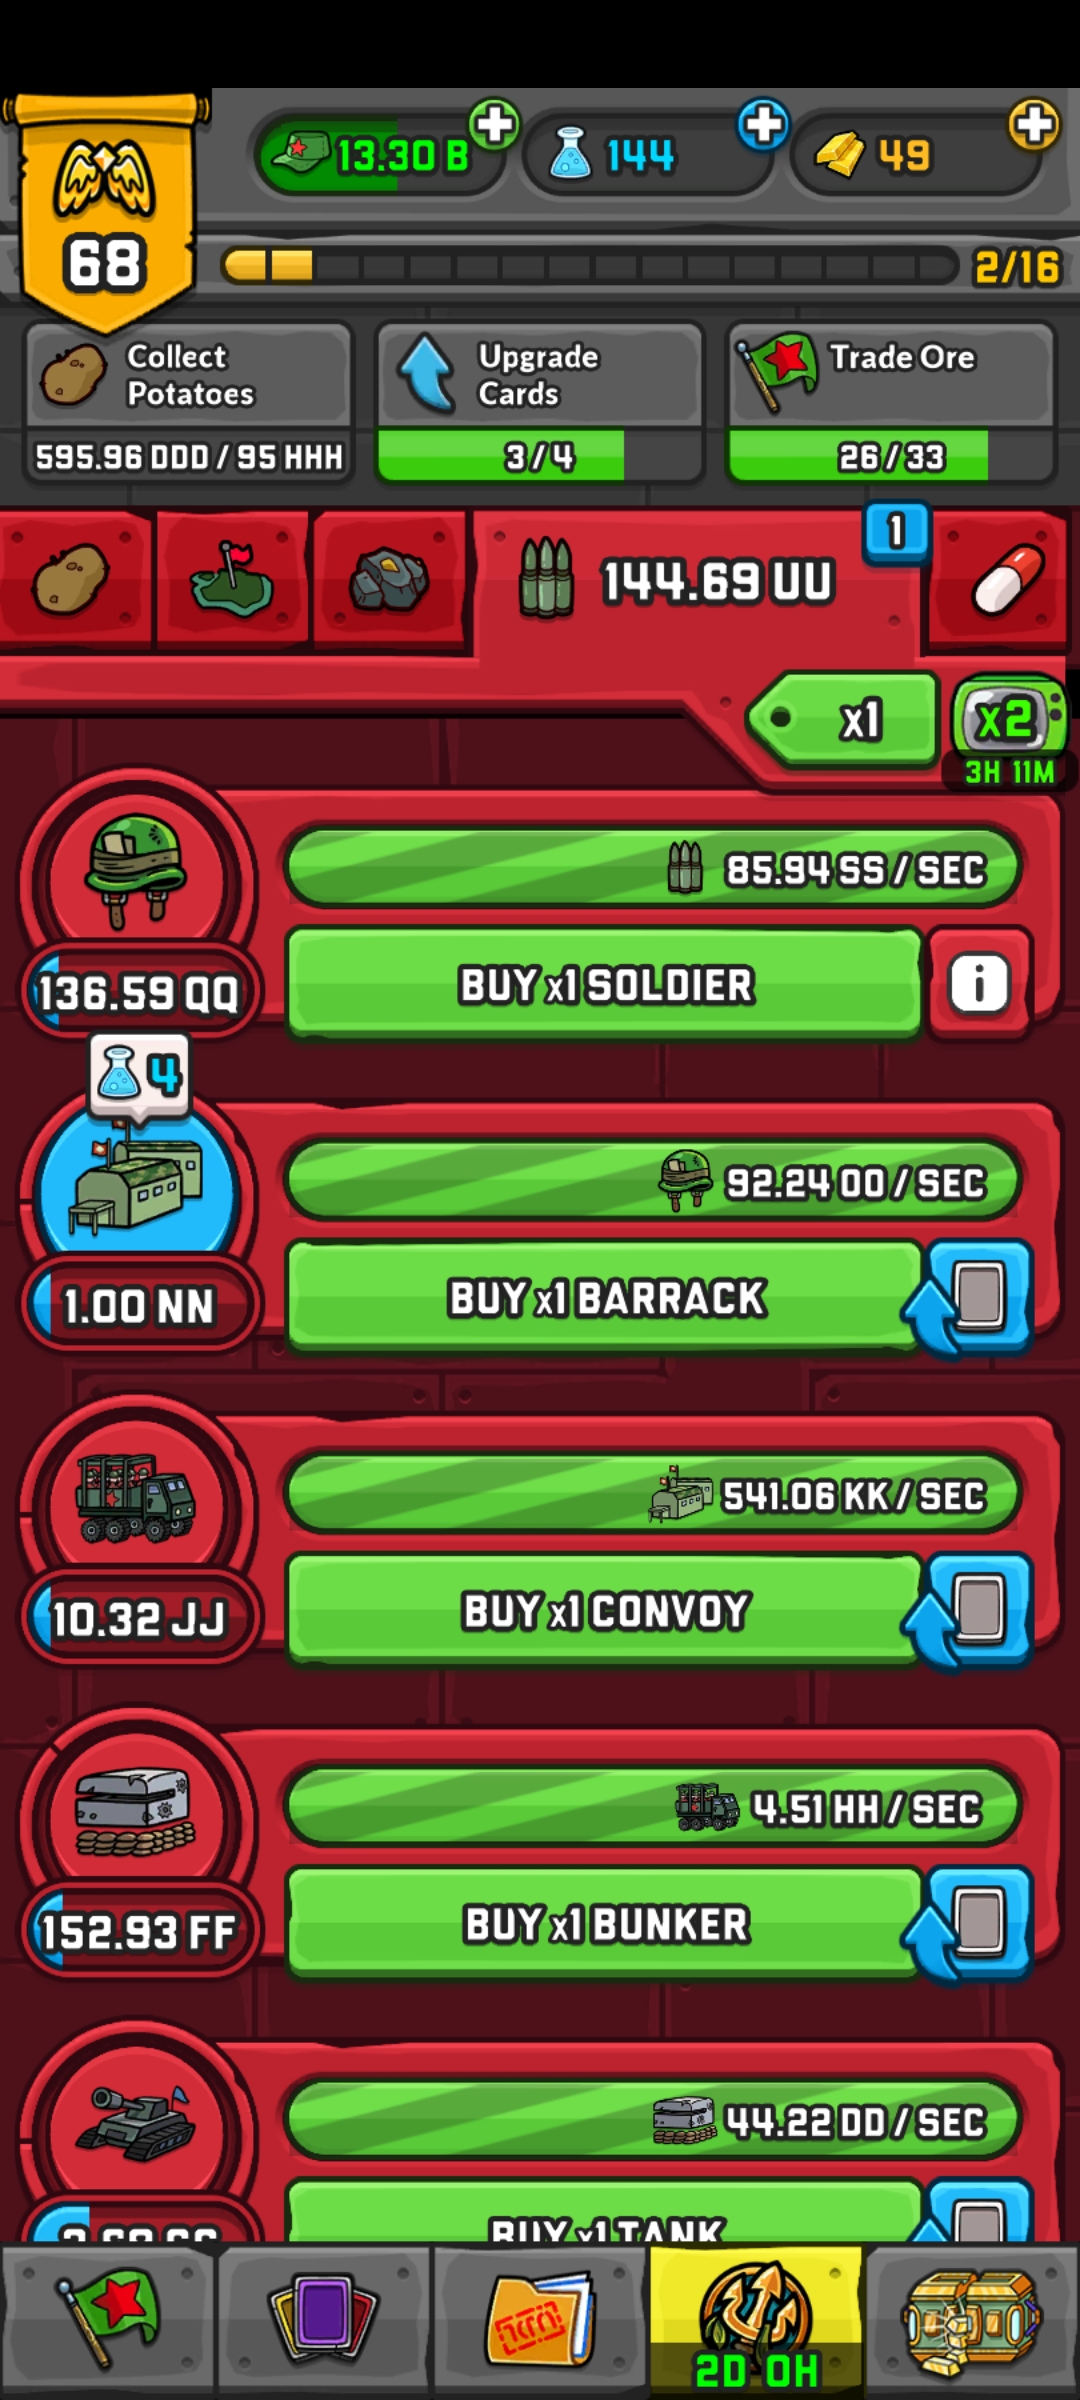 13.30 B
144
49
68
2/16
Collect
Potatoes
Upgrade
Cards
Trade Ore
595.96 DDD / 95 HHH
3/4
26/33
144.69 UU
1
x1
x2
3H 11M
85.94 SS / SEC
136.59 QQ
BUY x1 SOLDIER
i
4
92.24 OO / SEC
1.00 NN
BUY x1 BARRACK
541.06 KK / SEC
10.32 JJ
BUY x1 CONVOY
4.51 HH / SEC
152.93 FF
BUY x1 BUNKER
44.22 DD / SEC
BUY x1 TANK
2D 0H